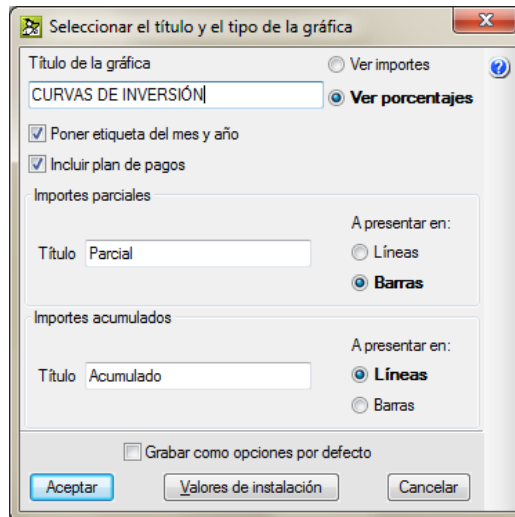 Seleccionar el título y el tipo de la gráfica
Título de la gráfica
Ver importes
CURVAS DE INVERSIÓN
Ver porcentajes
Poner etiqueta del mes y año
Incluir plan de pagos
Importes parciales
A presentar en:
Título Parcial
Líneas
Barras
Importes acumulados
A presentar en:
Título Acumulado
Líneas
Barras
Grabar como opciones por defecto
Aceptar
Valores de instalación
Cancelar